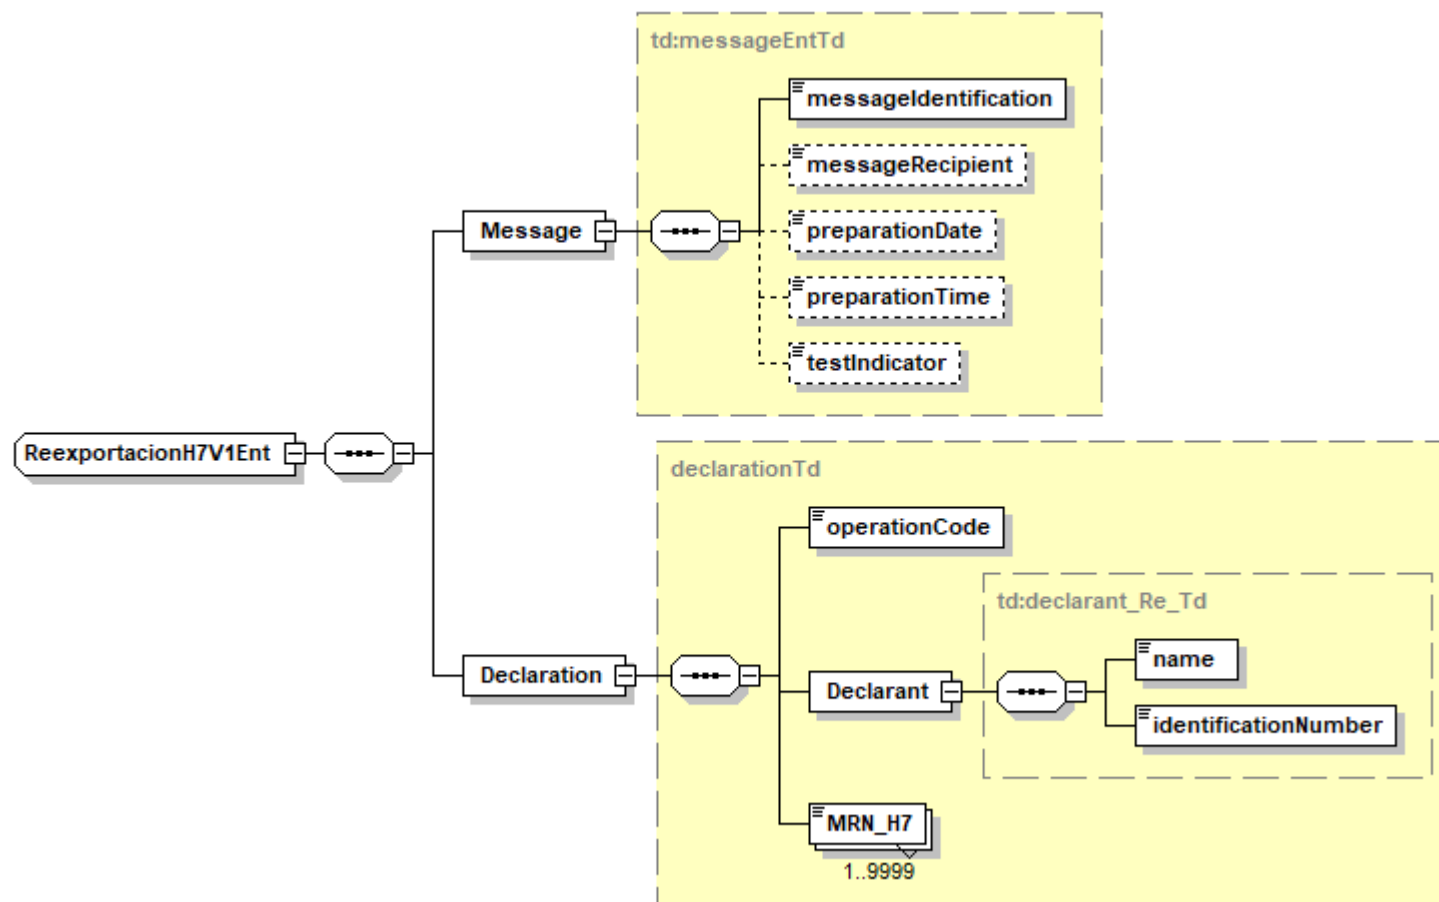 td:messageEntTd
messageIdentification
messageRecipient
Message
preparationDate
preparationTime
testIndicator
ReexportacionH7V1Ent
declarationTd
operationCode
td:declarant_Re_Td
name
Declaration
Declarant
identificationNumber
MRN_H7
1..9999